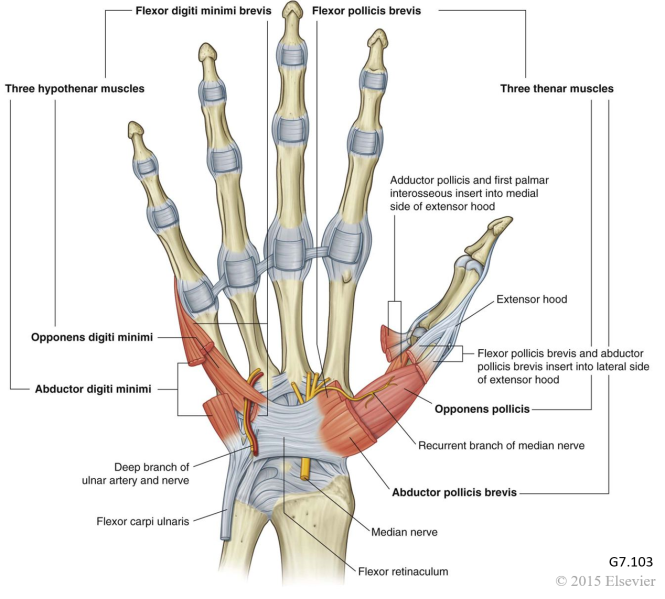 Flexor digiti minimi brevis
Flexor pollicis brevis
Three hypothenar muscles
Three thenar muscles
Adductor pollicis and first palmar
interosseous insert into medial
side of extensor hood
Extensor hood
Opponens digiti minimi
Flexor pollicis brevis and abductor
pollicis brevis insert into lateral side
of extensor hood
Abductor digiti minimi
Opponens pollicis
Recurrent branch of median nerve
Deep branch of
ulnar artery and nerve
Abductor pollicis brevis
Flexor carpi ulnaris
Median nerve
Flexor retinaculum
G7.103
© 2015 Elsevier